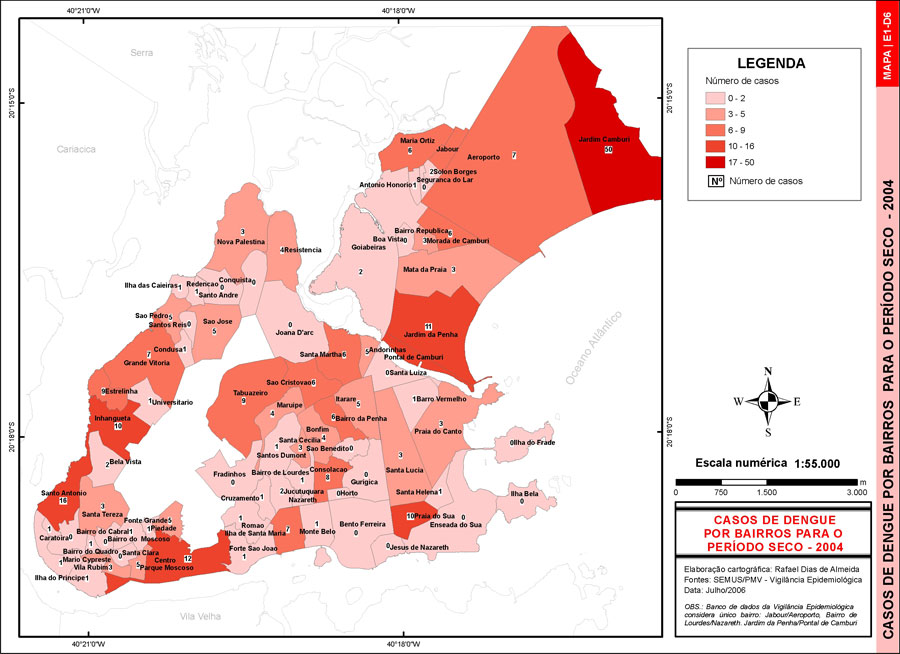 40°21'0"W
40°18'0"W
MAPA | E1-D6
Serra
LEGENDA
Número de casos
0 - 2
3 - 5
6 - 9
10 - 16
17 - 50
Nº Número de casos
20°15'0"S
20°15'0"S
Cariacica
Jardim Camburi
50
Maria Ortiz
6
Jabour
Aeroporto 7
2 Solon Borges
Segurança do Lar
0
Antonio Honorio 1
Bairro Republica 6
Boa Vista 0
3 Morada de Camburi
Goiabeiras
2
3
Nova Palestina
4 Resistencia
Mata da Praia 3
Ilha das Caieiras 1
Redencao 0
Conquista 0
1 Santo Andre
Sao Pedro 5
Santos Reis 0
Sao Jose
5
0
Joana D'arc
11
Jardim da Penha
Oceano Atlântico
Condusa 1
7
Grande Vitoria
Santa Martha 6
5 Andorinhas
Pontal de Camburi
0 Santa Luiza
9 Estrelinha
1 Universitario
Sao Cristovao 6
Tabuazeiro
9
1 Barro Vermelho
Maruipe
4
Itarare
5
6 Bairro da Penha
Inhangueta
10
3
Praia do Canto
N
W E
S
Bonfim
4
Santa Cecilia
1
3 Sao Benedito 0
Santos Dumont
0 Ilha do Frade
20°18'0"S
20°18'0"S
2 Bela Vista
3
Santa Lucia
Escala numérica 1:55.000
Fradinhos
0
Bairro de Lourdes
1
Consolacao
8
0
Gurigica
0 750 1.500 3.000
m
Santo Antonio
16
Cruzamento 1
2 Jucutuquara
Nazareth
0 Horto
Santa Helena 1
Ilha Bela
0
3
Santa Tereza
CASOS DE DENGUE
POR BAIRROS PARA O
PERÍODO SECO - 2004
10 Praia do Sua
0
Enseada do Sua
Fonte Grande 5
1 Piedade
1
Romao
7
Ilha de Santa Maria
1
Monte Belo
Bento Ferreira
0
1
Caratoira 0
Bairro do Cabral 1
0 Bairro do Moscoso
1
Forte Sao Joao
1
0 Jesus de Nazareth
Bairro do Quadro
0 Santa Clara
1 Mario Cypreste
Vila Rubim 3
5
Centro 12
Parque Moscoso
Ilha do Principe 1
Elaboração cartográfica: Rafael Dias de Almeida
Fontes: SEMUS/PMV - Vigilância Epidemiológica
Data: Julho/2006
OBS.: Banco de dados da Vigilância Epidemiológica
considera único bairro: Jabour/Aeroporto, Bairro de
Lourdes/Nazareth. Jardim da Penha/Pontal de Camburi
Vila Velha
40°21'0"W
40°18'0"W
CASOS DE DENGUE POR BAIRROS PARA O PERÍODO SECO - 2004